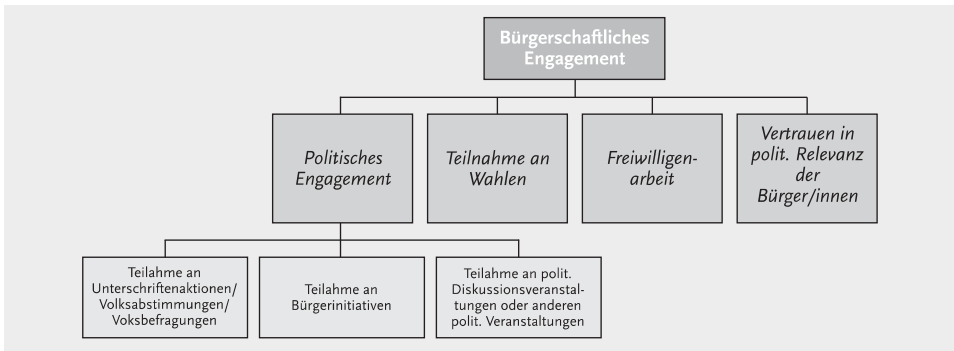 Bürgerschaftliches
Engagement
Politisches
Engagement
Teilnahme an
Wahlen
Freiwilligen-
arbeit
Vertrauen in
polit. Relevanz
der
Bürger/innen
Teilahme an
Unterschriftenaktionen/
Volksabstimmungen/
Voksbefragungen
Teilahme an
Bürgerinitiativen
Teilahme an polit.
Diskussionsveranstal-
tungen oder anderen
polit. Veranstaltungen